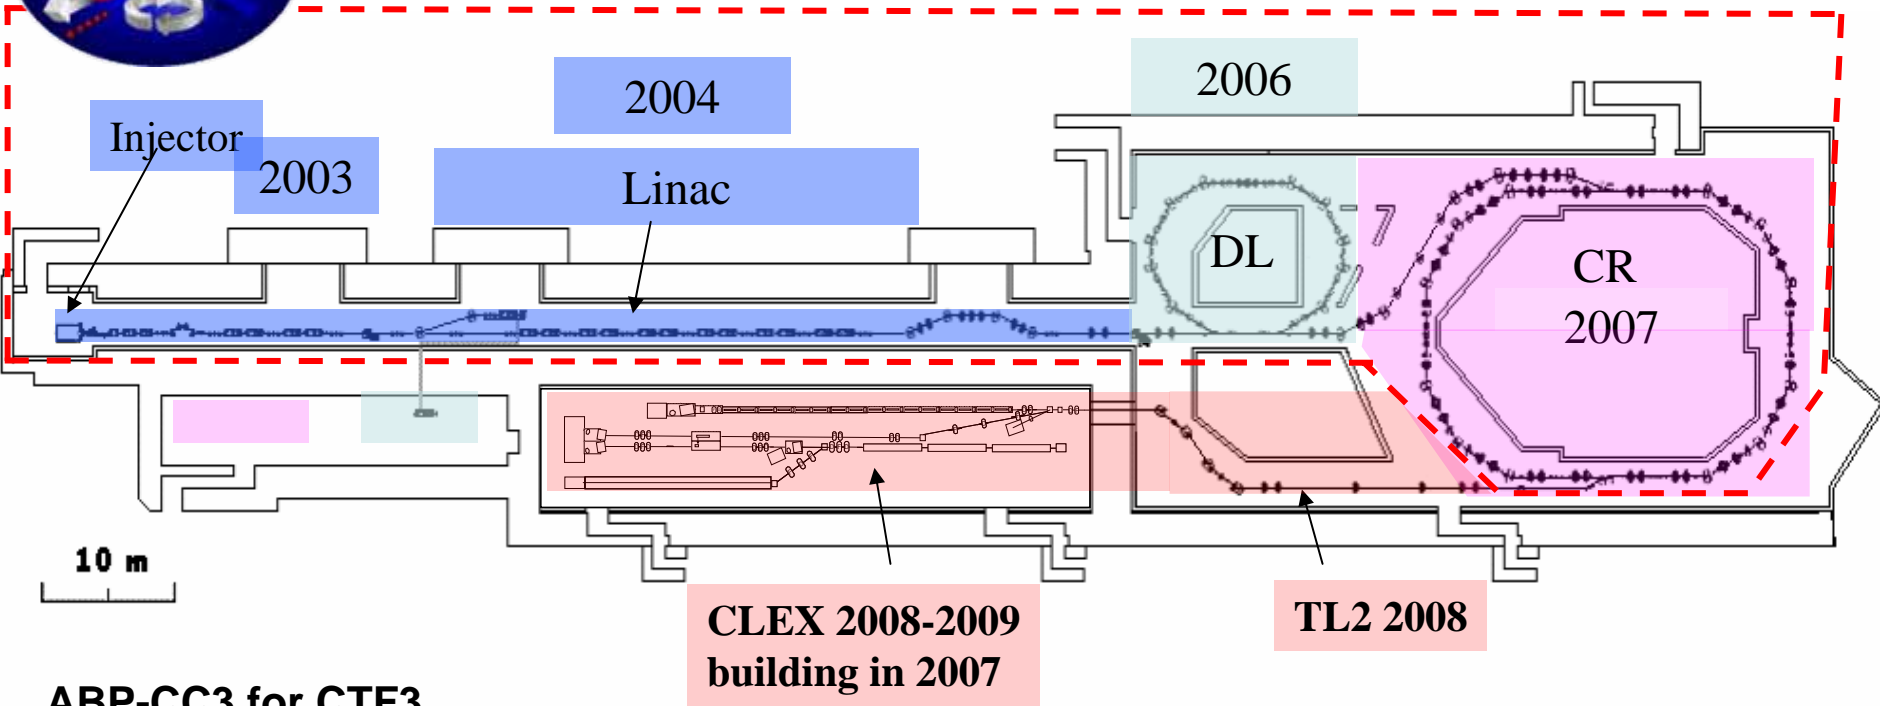 2004
2006
Injector
2003
Linac
DL
CR
2007
10 m
CLEX 2008-2009
building in 2007
TL2 2008
ABP-CC3 for CTF3